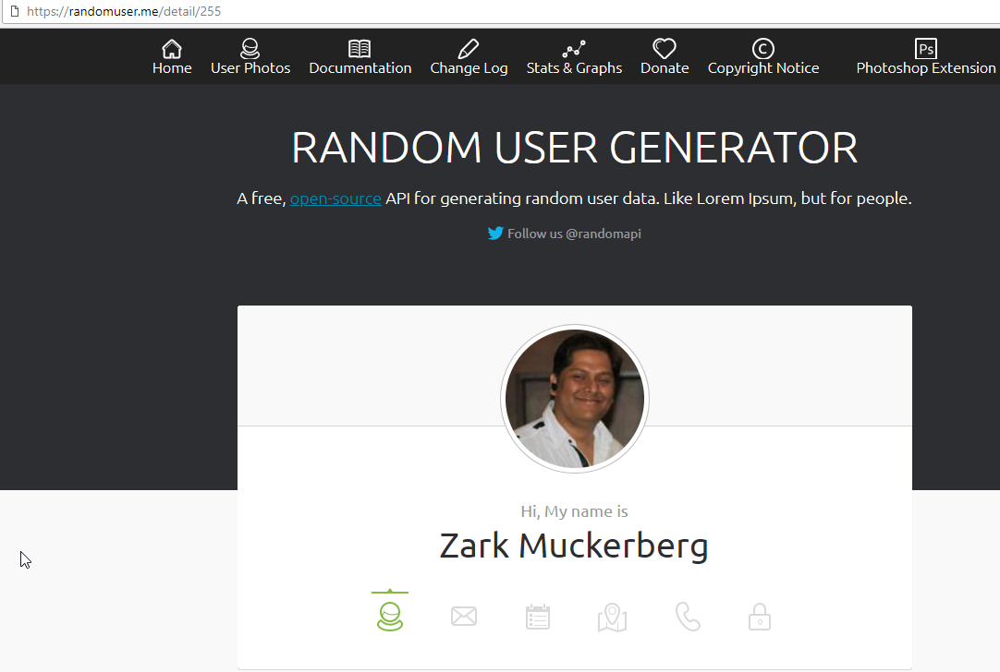 https://randomuser.me/detail/255
Home User Photos Documentation Change Log Stats & Graphs Donate Copyright Notice Ps Photoshop Extension
RANDOM USER GENERATOR
A free, open-source API for generating random user data. Like Lorem Ipsum, but for people.
Follow us @randomapi
Hi, My name is
Zark Muckerberg